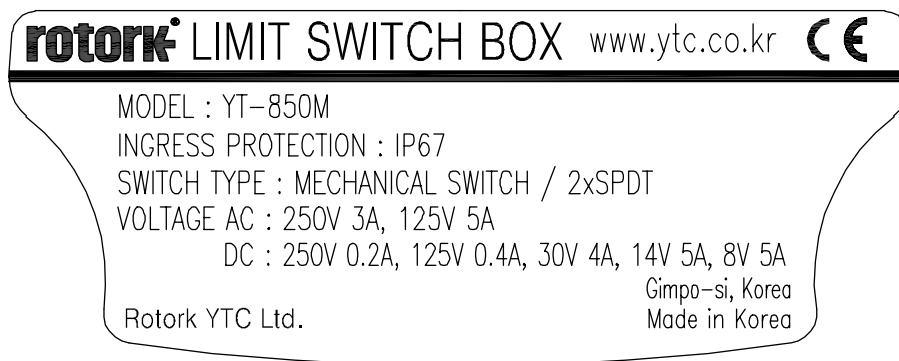 rotork LIMIT SWITCH BOX www.ytc.co.kr CE
MODEL : YT-850M
INGRESS PROTECTION : IP67
SWITCH TYPE : MECHANICAL SWITCH / 2xSPDT
VOLTAGE AC : 250V 3A, 125V 5A
DC : 250V 0.2A, 125V 0.4A, 30V 4A, 14V 5A, 8V 5A
Gimpo-si, Korea
Rotork YTC Ltd. Made in Korea